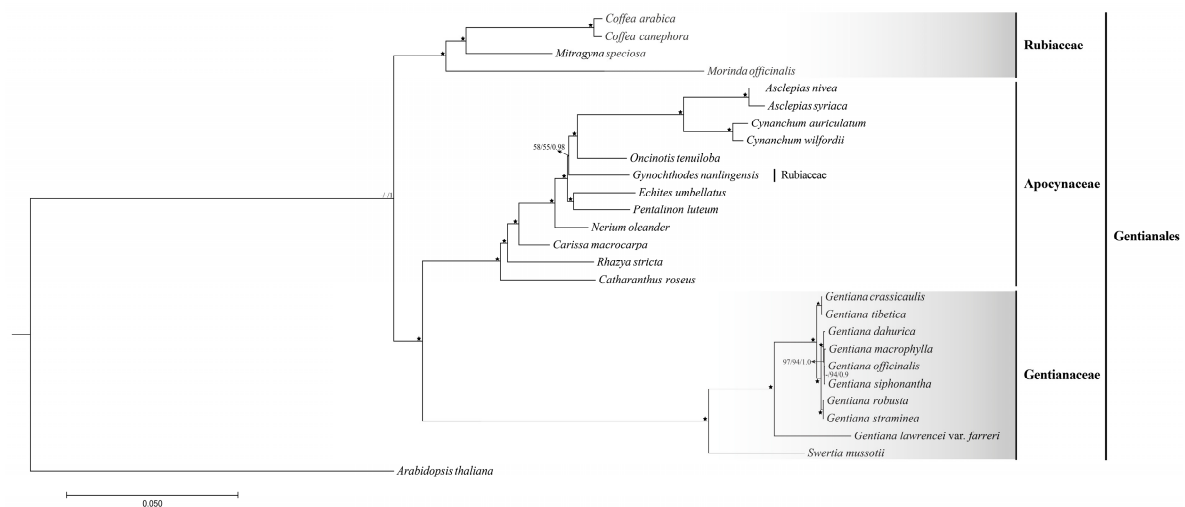 Coffea arabica
Coffea canephora
Mitragyna speciosa
Morinda officinalis
Rubiaceae
Asclepias nivea
Asclepias syriaca
Cynanchum auriculatum
Cynanchum wilfordii
58/55/0.98
Oncinotis tenuiloba
Gynochthodes nanlingensis
Rubiaceae
Echites umbellatus
Pentalinon luteum
Nerium oleander
Carissa macrocarpa
Rhazya stricta
Catharanthus roseus
Apocynaceae
-/-/1
Gentianales
Gentiana crassicaulis
Gentiana tibetica
Gentiana dahurica
Gentiana macrophylla
97/94/1.0
Gentiana officinalis
-/94/0.9
Gentiana siphonantha
Gentiana robusta
Gentiana straminea
Gentiana lawrencei var. farreri
Swertia mussotii
Gentianaceae
Arabidopsis thaliana
0.050